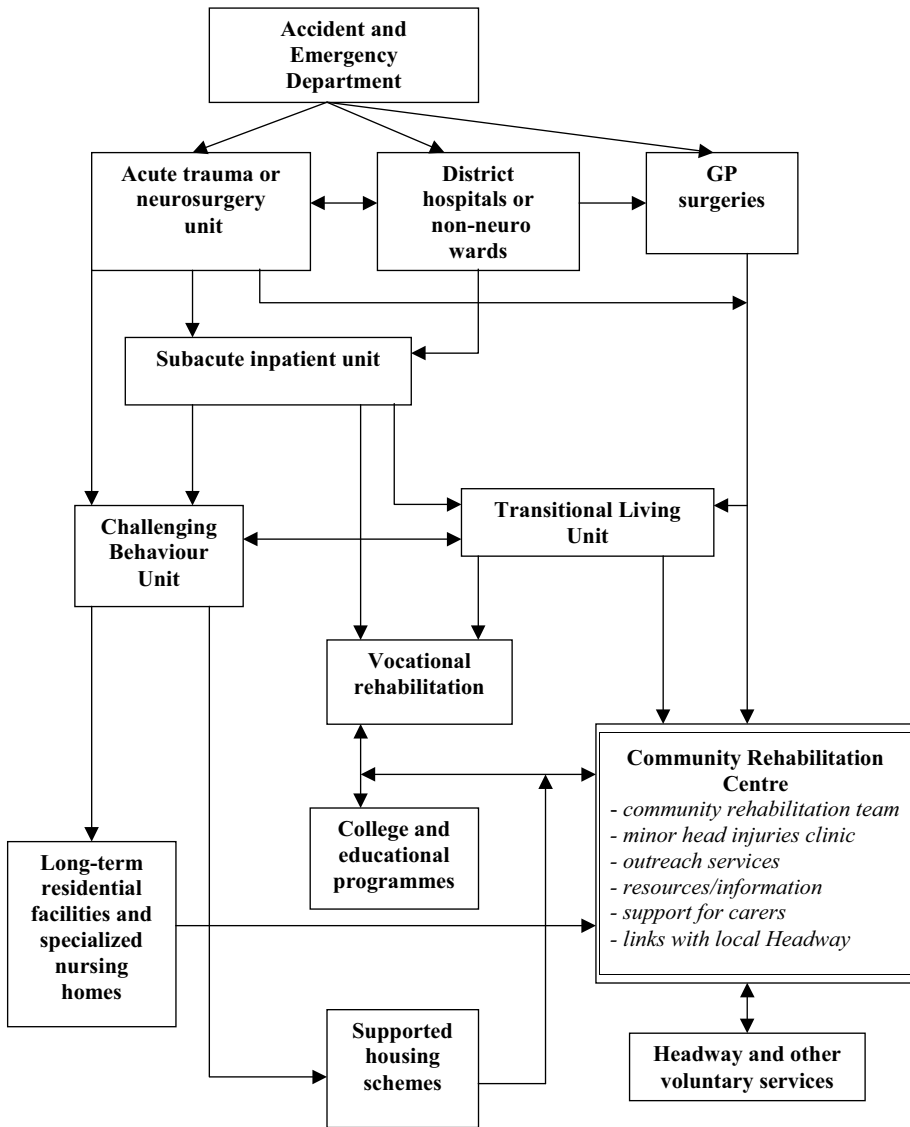 Accident and
Emergency
Department
Acute trauma or
neurosurgery
unit
District
hospitals or
non-neuro
wards
GP
surgeries
Subacute inpatient unit
Challenging
Behaviour
Unit
Transitional Living
Unit
Vocational
rehabilitation
Community Rehabilitation
Centre
- community rehabilitation team
- minor head injuries clinic
- outreach services
- resources/information
- support for carers
- links with local Headway
College and
educational
programmes
Long-term
residential
facilities and
specialized
nursing
homes
Supported
housing
schemes
Headway and other
voluntary services